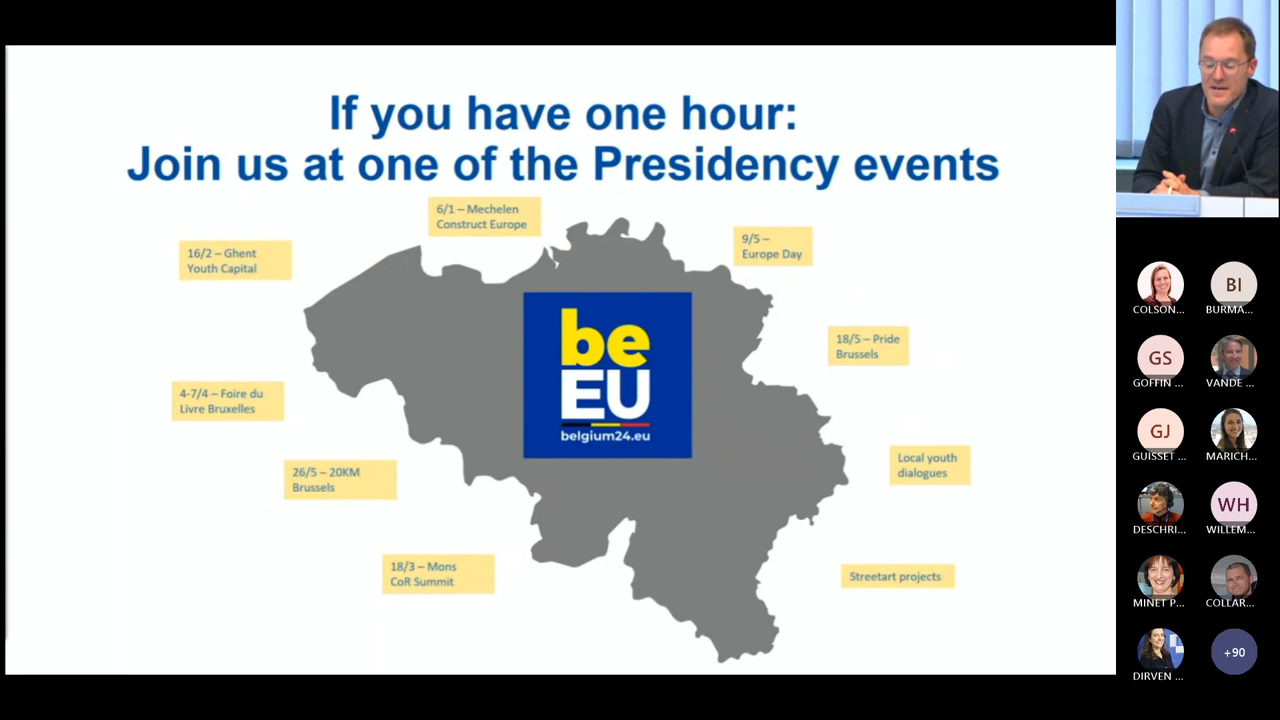 If you have one hour:
Join us at one of the Presidency events
6/1 – Mechelen
Construct Europe
16/2 – Ghent
Youth Capital
9/5 –
Europe Day
18/5 – Pride
Brussels
4-7/4 – Foire du
Livre Bruxelles
be
EU
belgium24.eu
Local youth
dialogues
26/5 – 20KM
Brussels
18/3 – Mons
CoR Summit
Streetart projects
BI
COLSON...
BURMA...
GS
GOFFIN ...
VANDE ...
GJ
GUISSET ...
MARICH...
WH
DESCHRI...
WILLEM...
MINET P...
COLLAR...
+90
DIRVEN ...